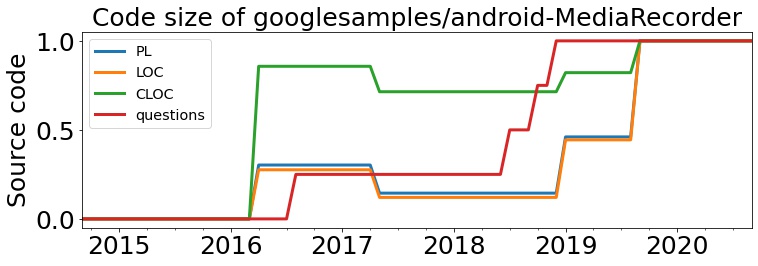 Code size of googlesamples/android-MediaRecorder
Source code
1.0
0.5
0.0
PL
LOC
CLOC
questions
2015 2016 2017 2018 2019 2020